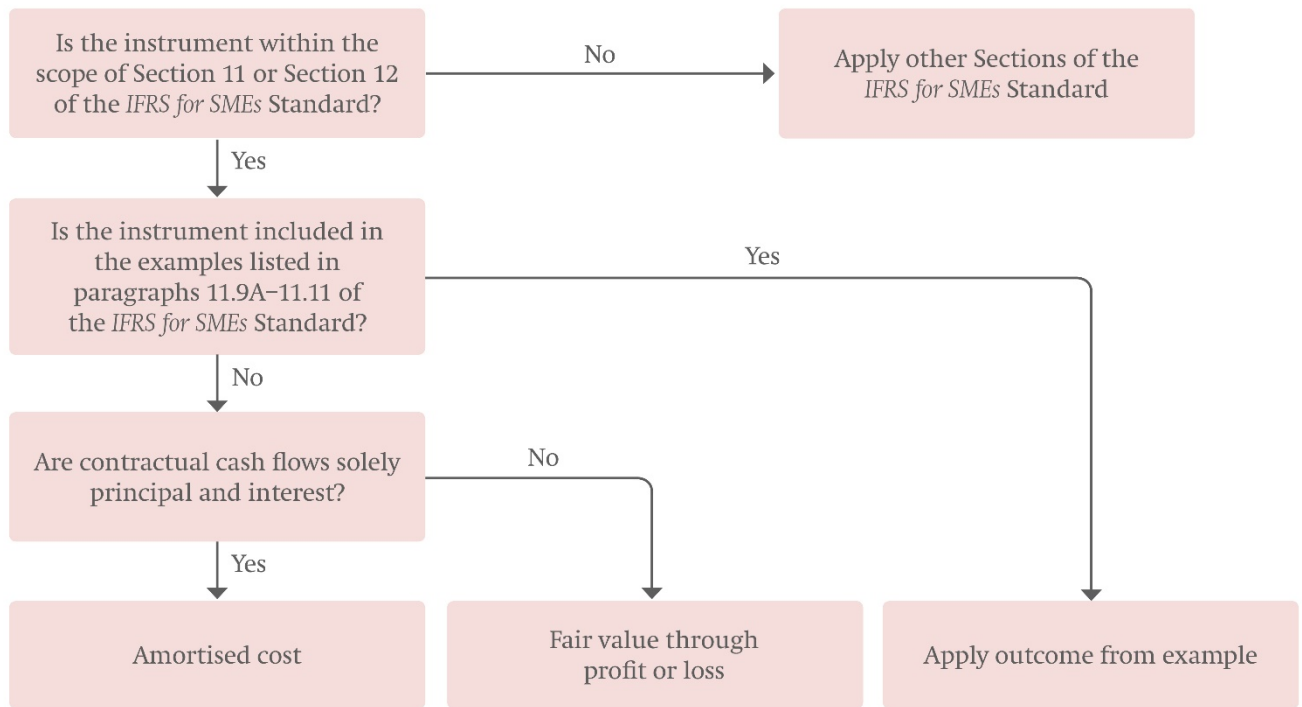 Is the instrument within the
scope of Section 11 or Section 12
of the IFRS for SMEs Standard?
No
Apply other Sections of the
IFRS for SMEs Standard
Yes
Is the instrument included in
the examples listed in
paragraphs 11.9A–11.11 of
the IFRS for SMEs Standard?
Yes
No
Are contractual cash flows solely
principal and interest?
No
Yes
Amortised cost
Fair value through
profit or loss
Apply outcome from example